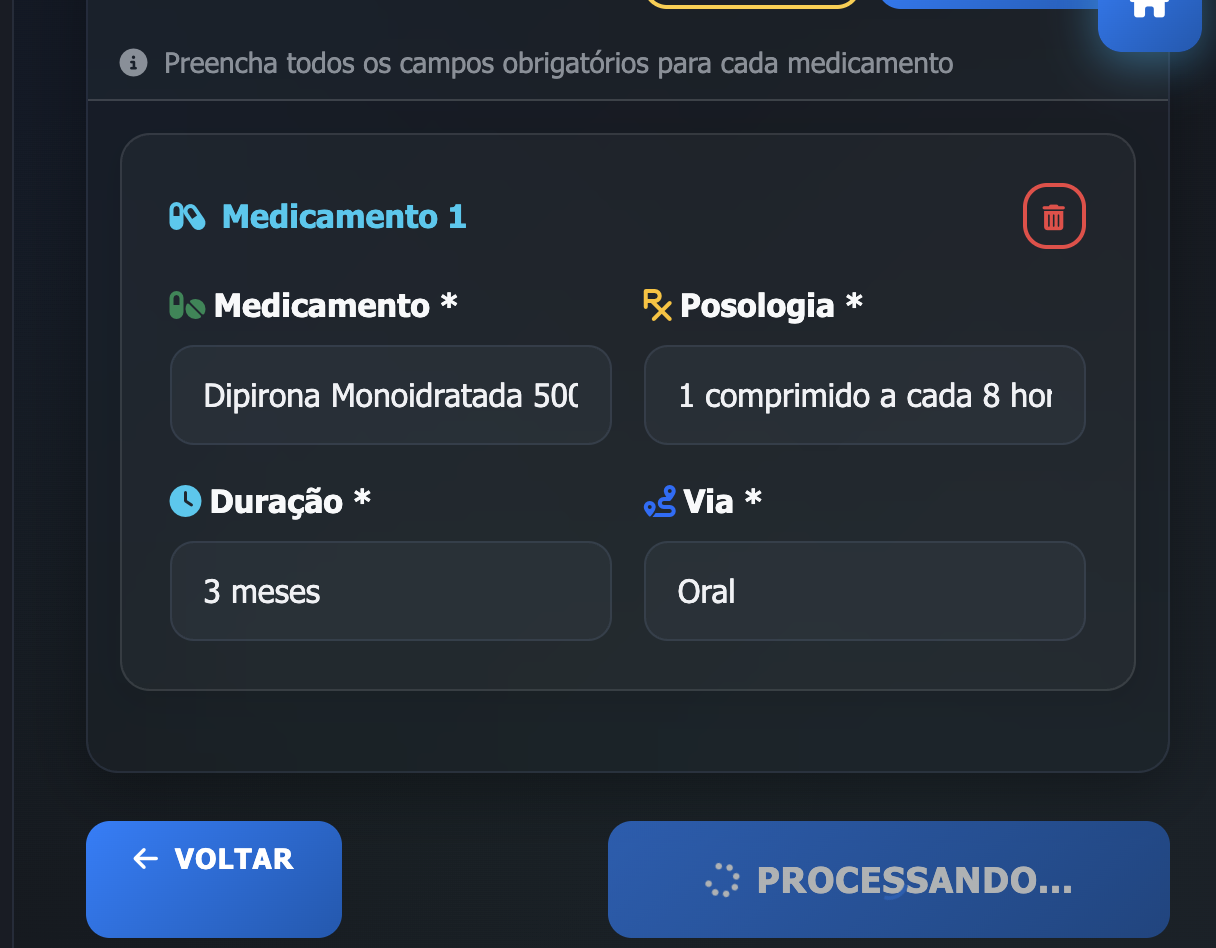 Preencha todos os campos obrigatórios para cada medicamento
Medicamento 1
Medicamento *
Posologia *
Dipirona Monoidratada 500
1 comprimido a cada 8 hor
Duração *
Via *
3 meses
Oral
VOLTAR
PROCESSANDO...